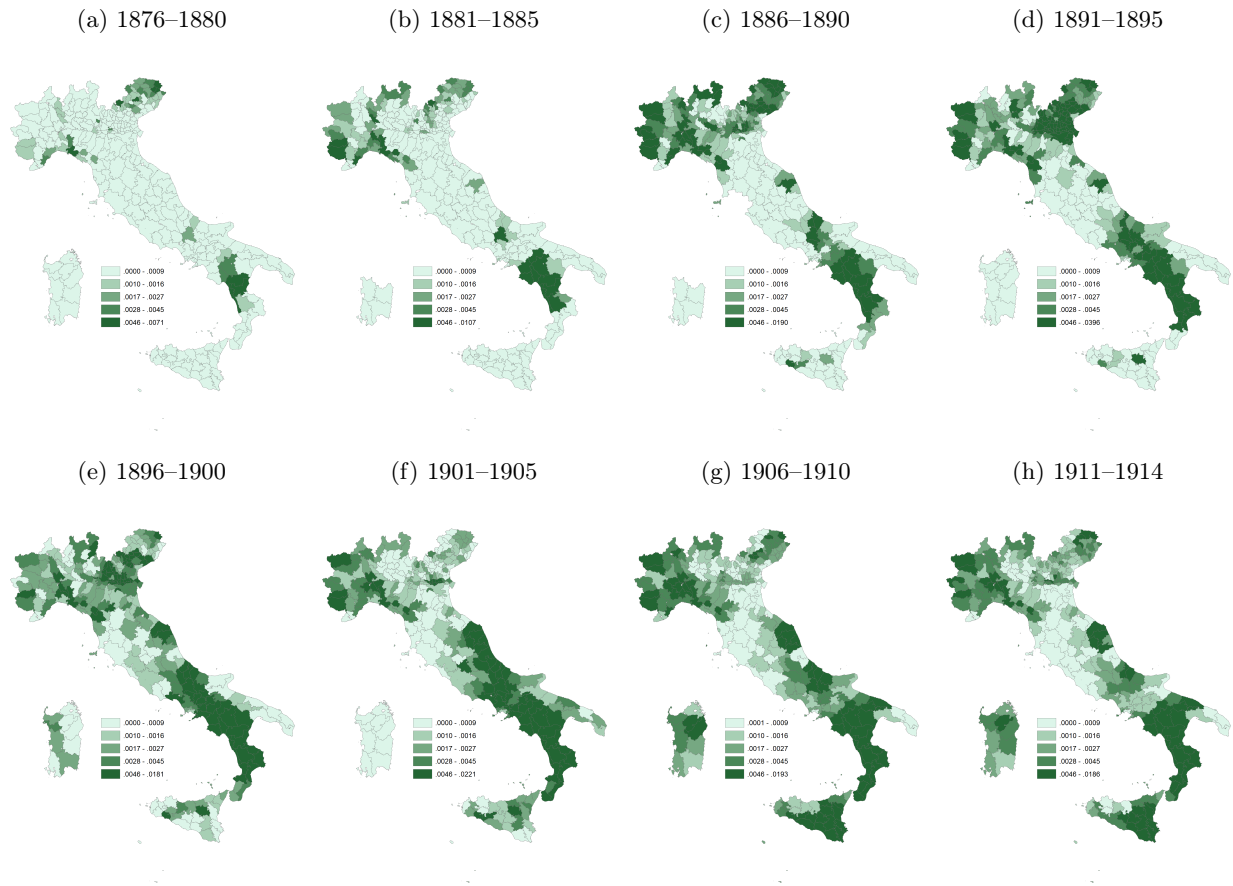 (a) 1876–1880
(b) 1881–1885
(c) 1886–1890
(d) 1891–1895
.0000 - .0009
.0010 - .0016
.0017 - .0027
.0028 - .0045
.0046 - .0071
.0000 - .0009
.0010 - .0016
.0017 - .0027
.0028 - .0045
.0046 - .0107
.0000 - .0009
.0010 - .0016
.0017 - .0027
.0028 - .0045
.0046 - .0190
.0000 - .0009
.0010 - .0016
.0017 - .0027
.0028 - .0045
.0046 - .0396
(e) 1896–1900
(f) 1901–1905
(g) 1906–1910
(h) 1911–1914
.0000 - .0009
.0010 - .0016
.0017 - .0027
.0028 - .0045
.0046 - .0181
.0000 - .0009
.0010 - .0016
.0017 - .0027
.0028 - .0045
.0046 - .0221
.0001 - .0009
.0010 - .0016
.0017 - .0027
.0028 - .0045
.0046 - .0193
.0000 - .0009
.0010 - .0016
.0017 - .0027
.0028 - .0045
.0046 - .0186